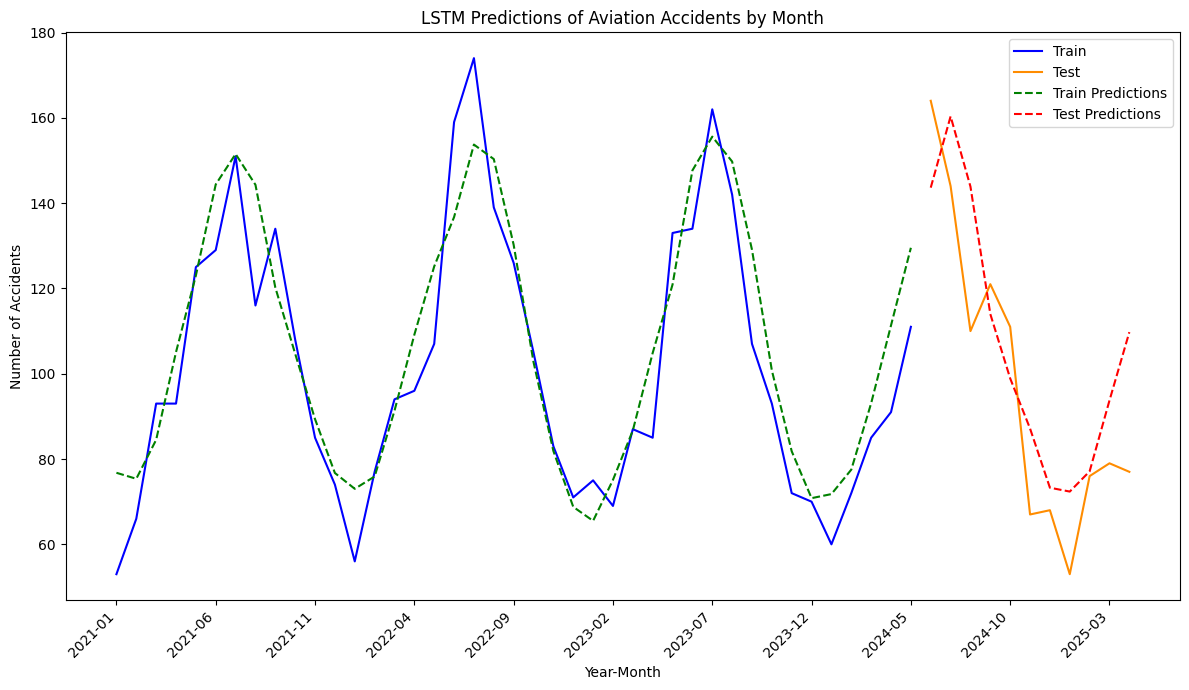 LSTM Predictions of Aviation Accidents by Month
Train
Test
Train Predictions
Test Predictions
Number of Accidents
180
160
140
120
100
80
60
2021-01
2021-06
2021-11
2022-04
2022-09
2023-02
2023-07
2023-12
2024-05
2024-10
2025-03
Year-Month